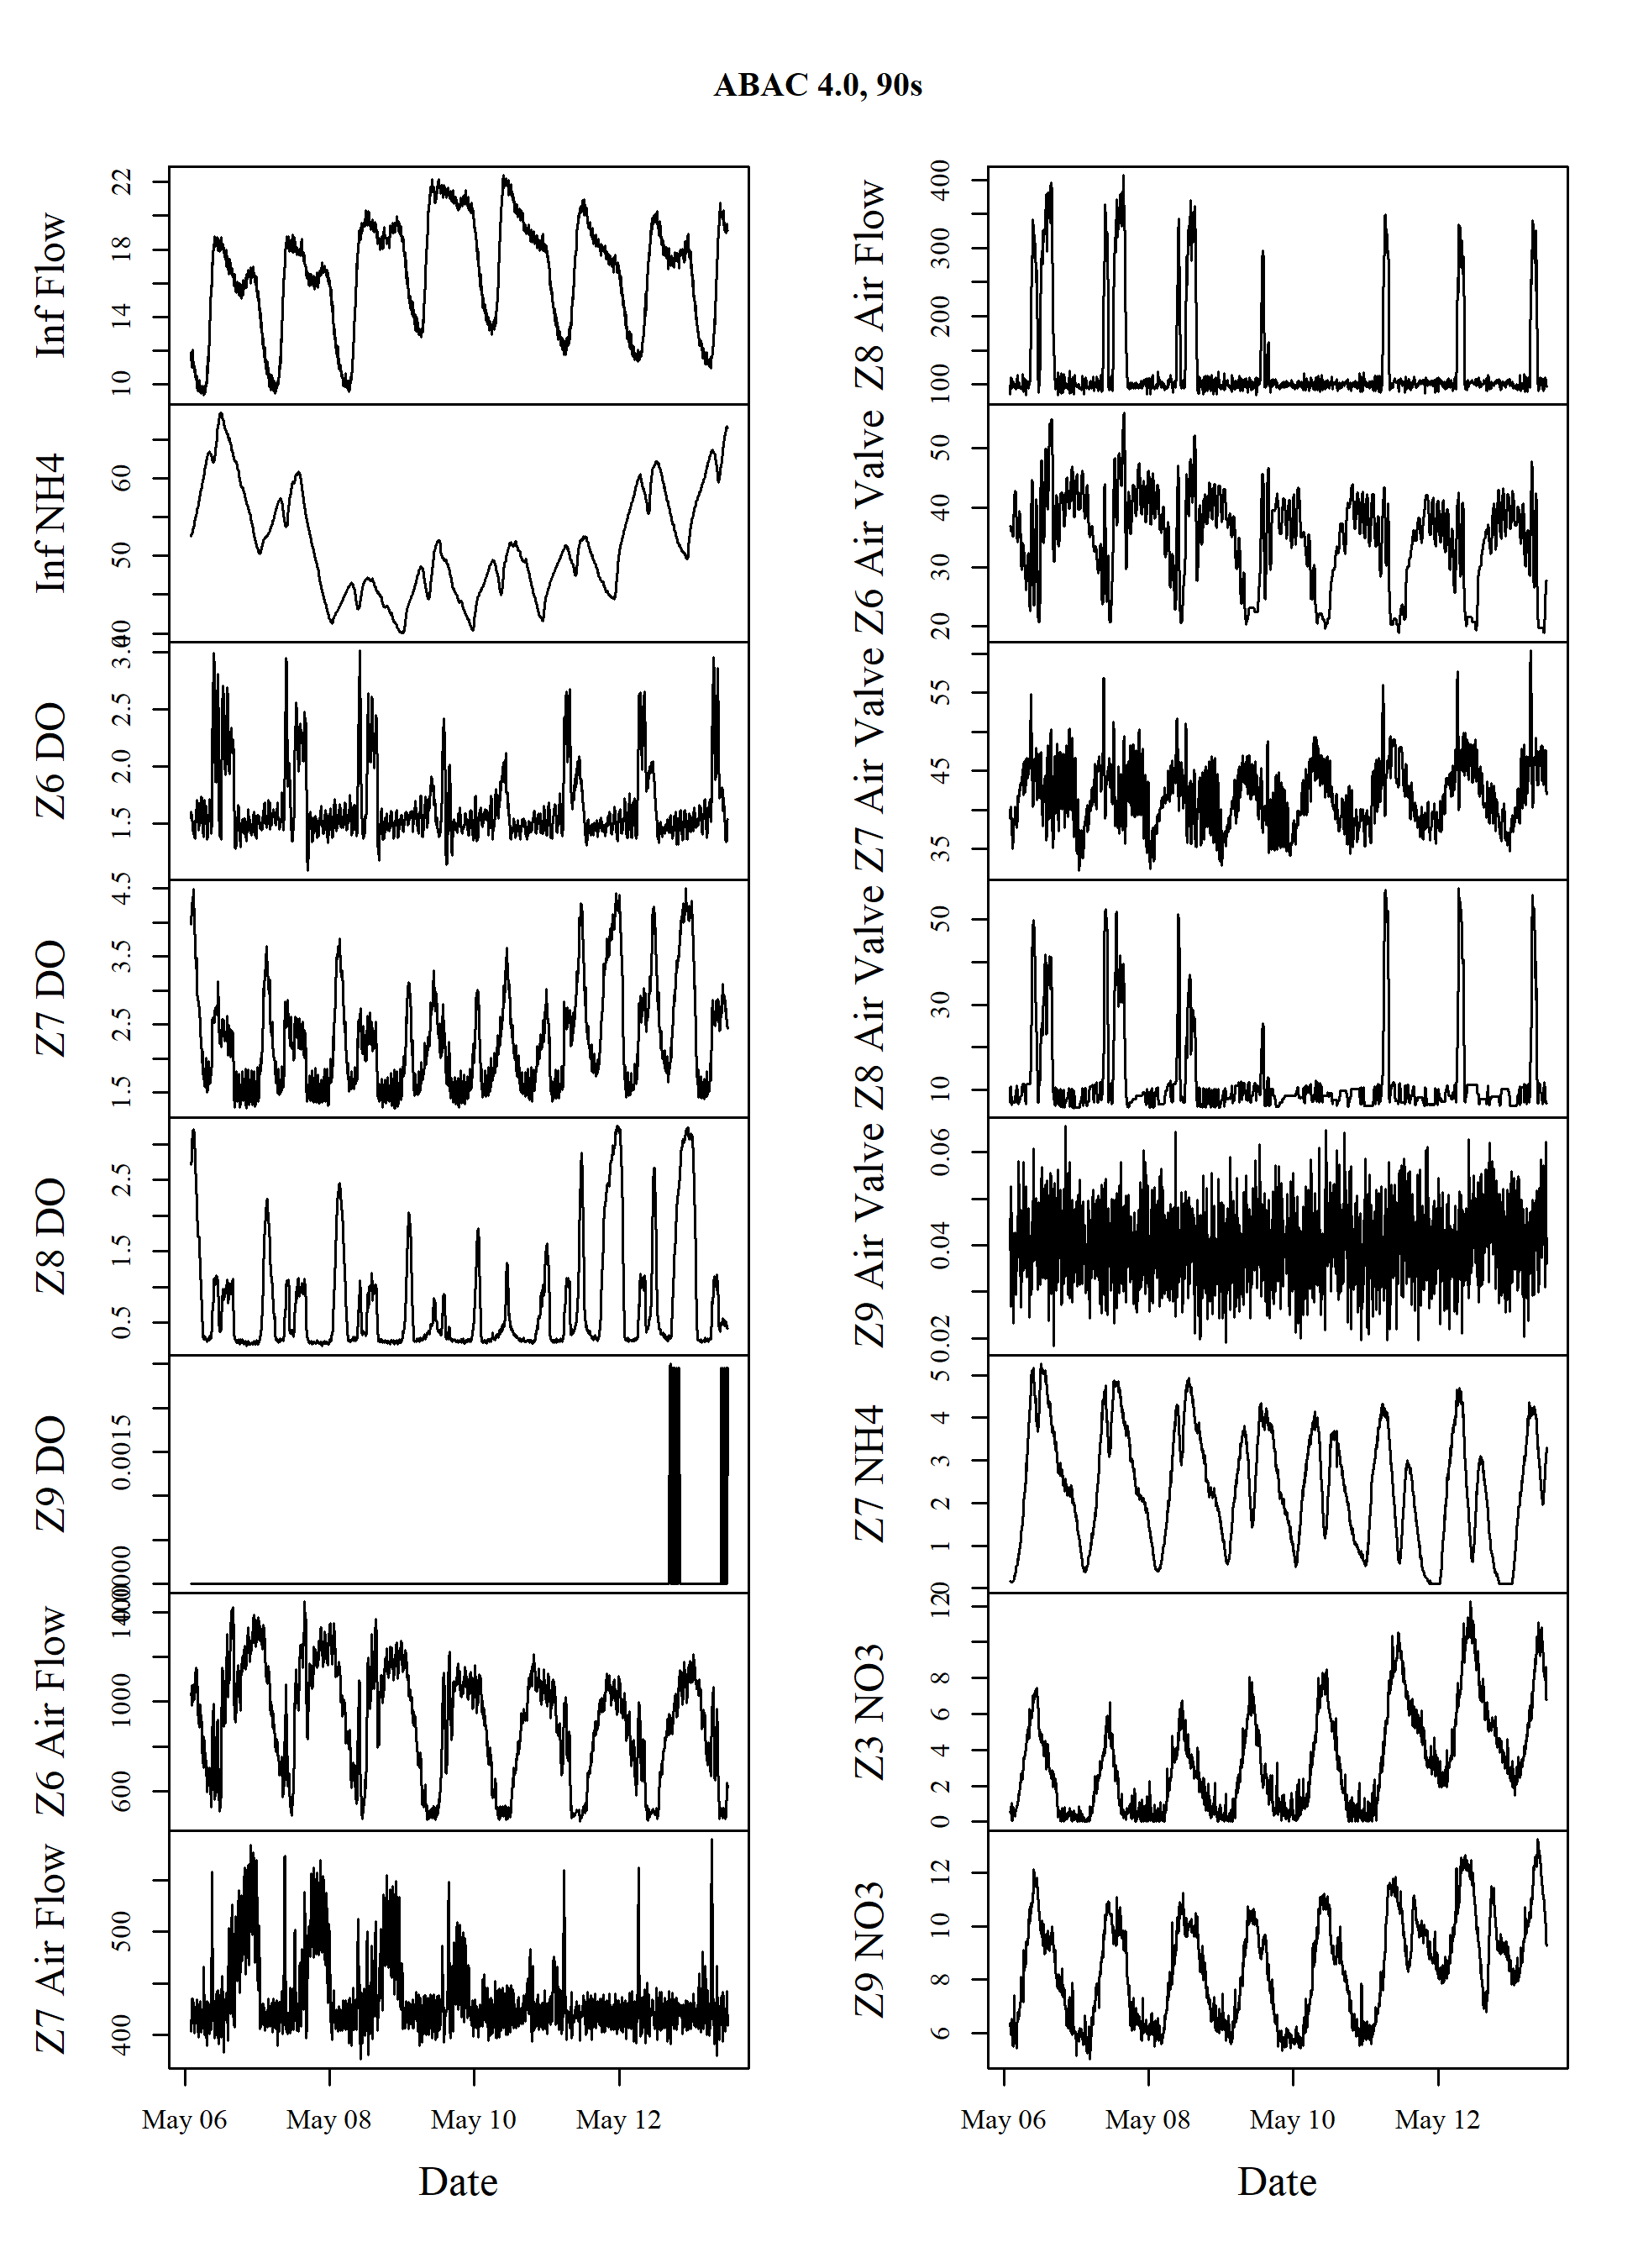 ABAC 4.0, 90s
Inf Flow
10 14 18 22
Inf NH4
40 50 60
Z6 DO
1.5 2.0 2.5 3.0
Z7 DO
1.5 2.5 3.5 4.5
Z8 DO
0.5 1.5 2.5
Z9 DO
0.0000 0.0015
Z6 Air Flow
600 1000 1400
Z7 Air Flow
400 500
May 06 May 08 May 10 May 12
Date
Z8 Air Flow
100 200 300 400
Z6 Air Valve
20 30 40 50
Z7 Air Valve
35 45 55
Z8 Air Valve
10 30 50
Z9 Air Valve
0.02 0.04 0.06
Z7 NH4
0 1 2 3 4 5
Z3 NO3
0 2 4 6 8 12
Z9 NO3
6 8 10 12
May 06 May 08 May 10 May 12
Date